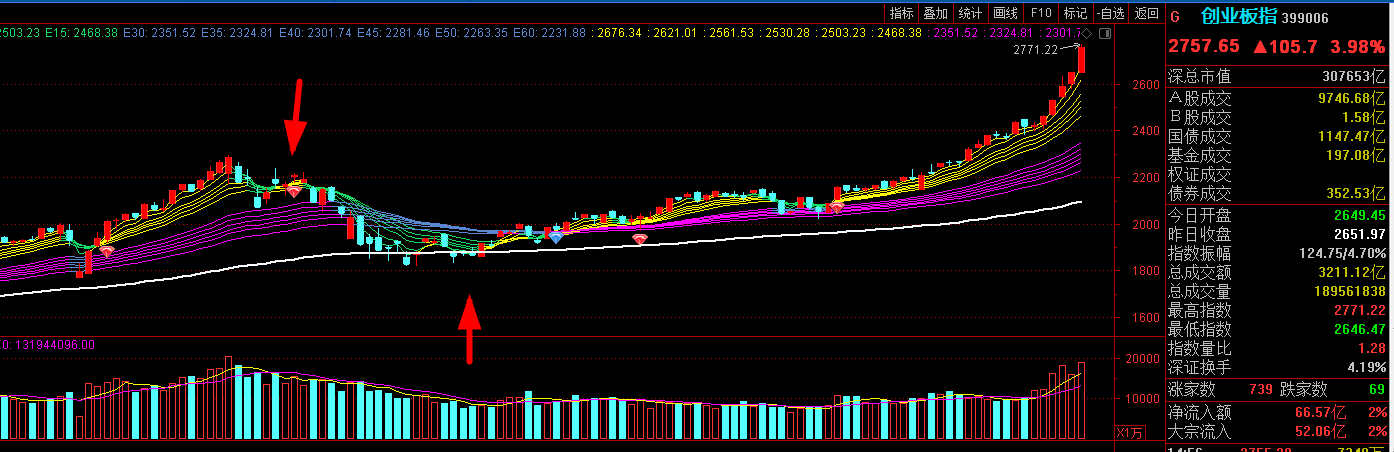 指标 叠加 统计 画线 F10 标记 -自选 返回
2503.23 E15: 2468.38 E30: 2351.52 E35: 2324.81 E40: 2301.74 E45: 2281.46 E50: 2263.35 E60: 2231.88 : 2676.34 : 2621.01 : 2561.53 : 2530.28 : 2503.23 : 2468.38 : 2351.52 : 2324.81 : 2301.7
2771.22
2600
2400
2200
2000
1800
1600
0: 131944096.00
20000
10000
X1万
G 创业板指 399006
2757.65 ▲105.7 3.98%
深总市值 307653亿
A股成交 9746.68亿
B股成交 1.58亿
国债成交 1147.47亿
基金成交 197.08亿
权证成交
债券成交 352.53亿
今日开盘 2649.45
昨日收盘 2651.97
指数振幅 124.75/4.70%
总成交额 3211.12亿
总成交量 189561838
最高指数 2771.22
最低指数 2646.47
指数量比 1.28
深证换手 4.19%
涨家数 739 跌家数 69
净流入额 66.57亿 2%
大宗流入 52.06亿 2%